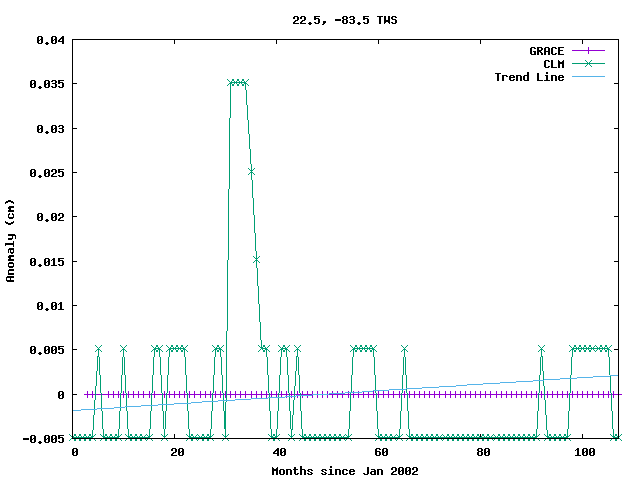 22.5, -83.5 TWS
GRACE
CLM
Trend Line
Anomaly (cm)
0.04
0.035
0.03
0.025
0.02
0.015
0.01
0.005
0
-0.005
0 20 40 60 80 100
Months since Jan 2002